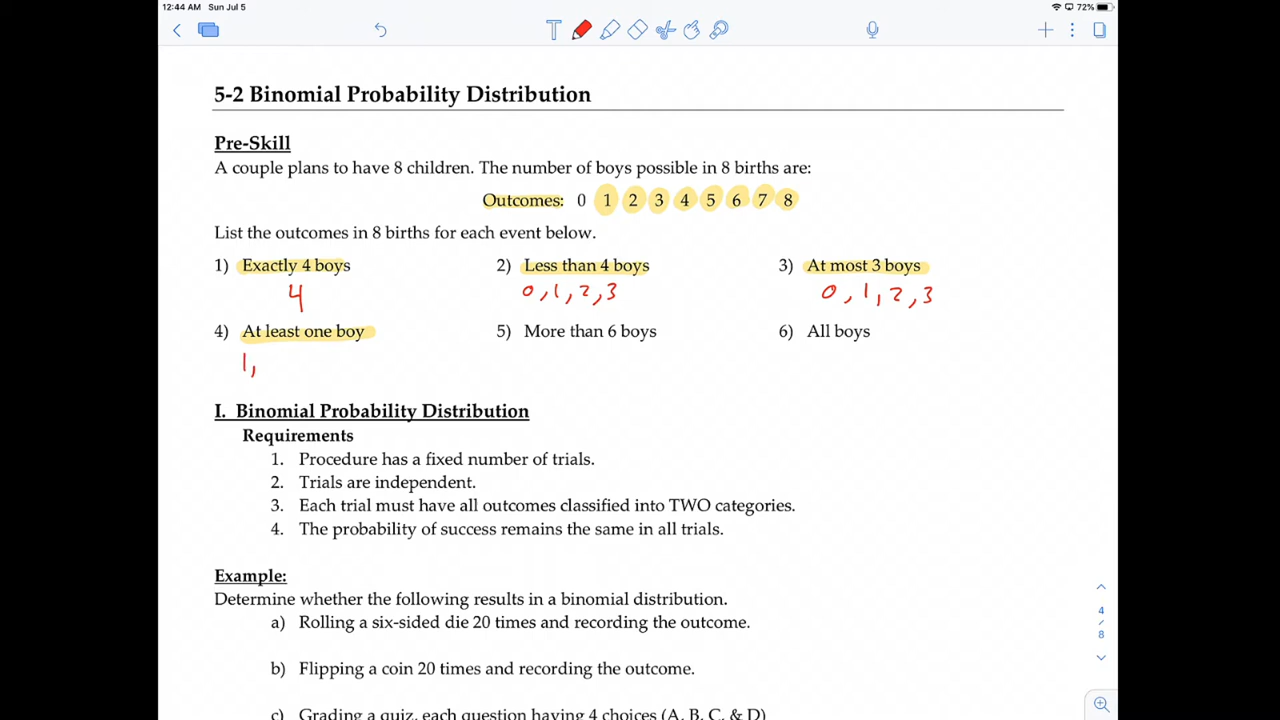 12:44 AM Sun Jul 5 72%
T
5-2 Binomial Probability Distribution
Pre-Skill
A couple plans to have 8 children. The number of boys possible in 8 births are:
Outcomes: 0 1 2 3 4 5 6 7 8
List the outcomes in 8 births for each event below.
1) Exactly 4 boys 2) Less than 4 boys 3) At most 3 boys
4 0, 1, 2, 3 0, 1, 2, 3
4) At least one boy 5) More than 6 boys 6) All boys
1,
I. Binomial Probability Distribution
Requirements
1. Procedure has a fixed number of trials.
2. Trials are independent.
3. Each trial must have all outcomes classified into TWO categories.
4. The probability of success remains the same in all trials.
Example:
Determine whether the following results in a binomial distribution.
a) Rolling a six-sided die 20 times and recording the outcome.
b) Flipping a coin 20 times and recording the outcome.
c) Grading a quiz, each question having 4 choices (A, B, C, & D)
4
/
8